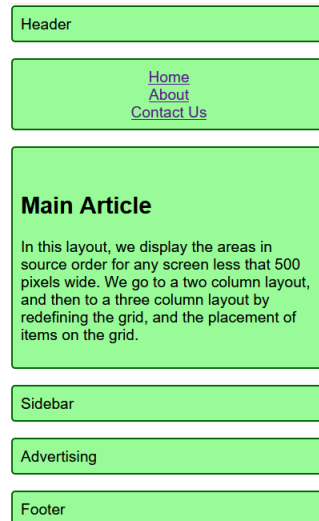 Header
Home
About
Contact Us
Main Article
In this layout, we display the areas in
source order for any screen less that 500
pixels wide. We go to a two column layout,
and then to a three column layout by
redefining the grid, and the placement of
items on the grid.
Sidebar
Advertising
Footer